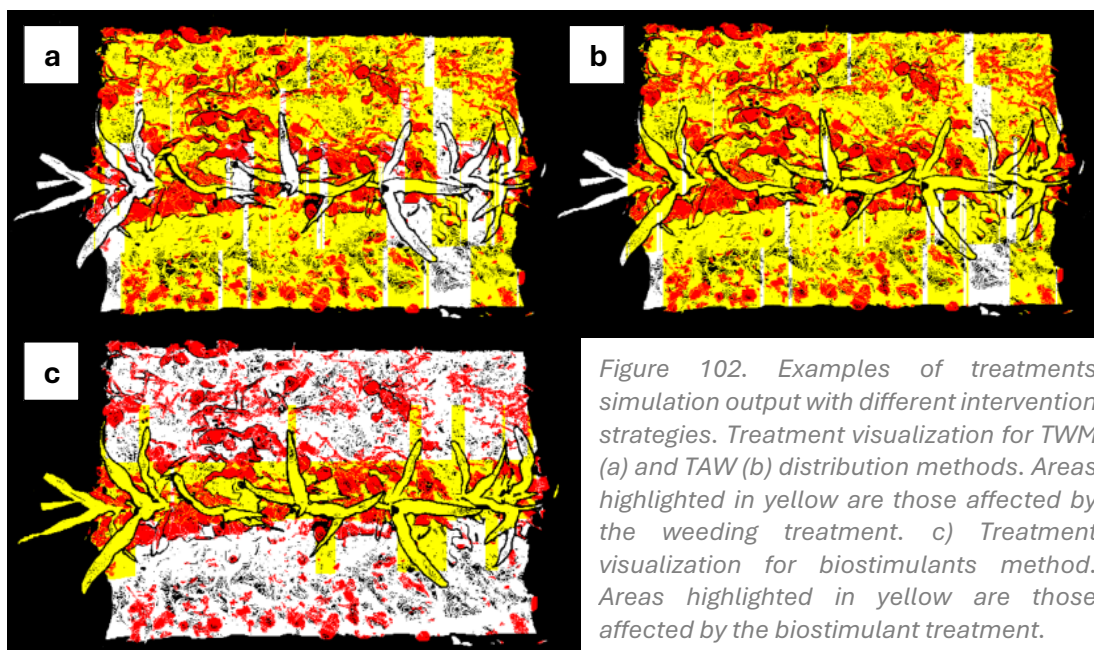 a
b
c
Figure 102. Examples of treatments
simulation output with different intervention
strategies. Treatment visualization for TWM
(a) and TAW (b) distribution methods. Areas
highlighted in yellow are those affected by
the weeding treatment. c) Treatment
visualization for biostimulants method.
Areas highlighted in yellow are those
affected by the biostimulant treatment.